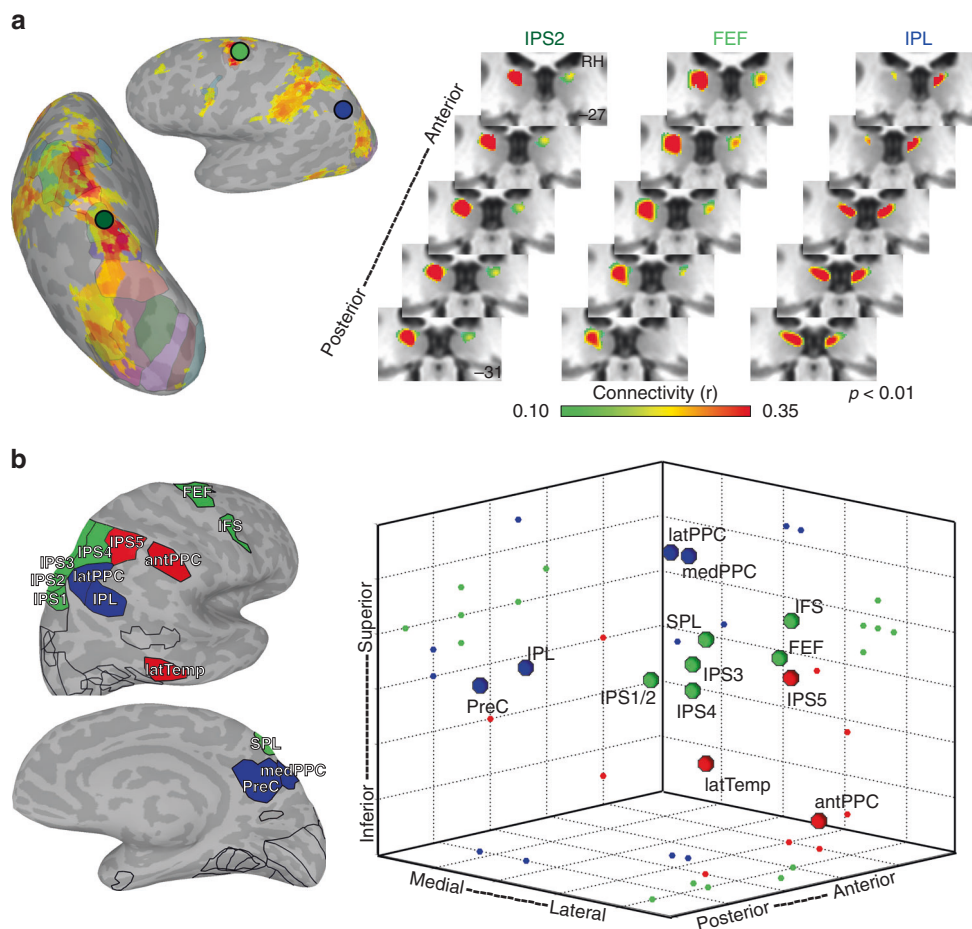 a
IPS2 FEF IPL
RH
–27
Anterior
Posterior
–31
Connectivity (r)
0.10 0.35
p < 0.01
b
FEF
IFS
IPS5
IPS4
antPPC
IPS3
latPPC
IPS2
IPL
IPS1
latTemp
SPL
medPPC
PreC
Superior
Inferior
latPPC
medPPC
IFS
SPL
FEF
IPL
IPS3
IPS1/2
IPS5
PreC
IPS4
latTemp
antPPC
Medial
Lateral
Posterior
Anterior